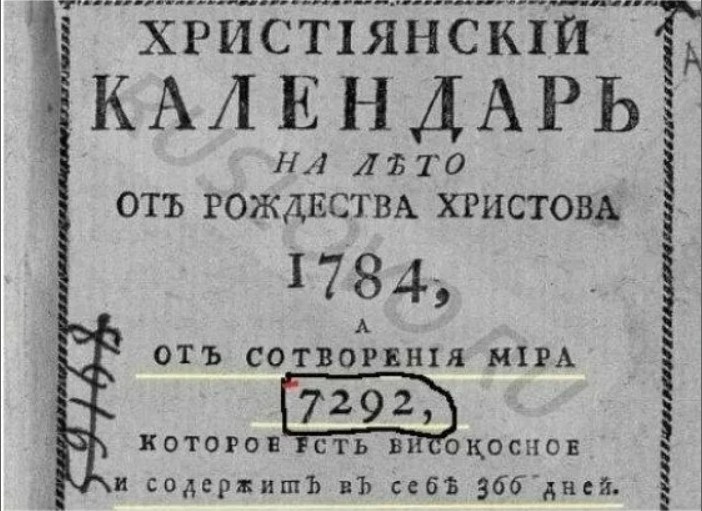 ХРИСТІЯНСКІЙ
КАЛЕНДАРЬ
НА ЛѢТО
ОТЪ РОЖДЕСТВА ХРИСТОВА
1784,
А
ОТЪ СОТВОРЕНІЯ МІРА
7292,
КОТОРОЕ ЕСТЬ ВИСОКОСНОЕ
и содержитъ въ себѣ 366 дней.